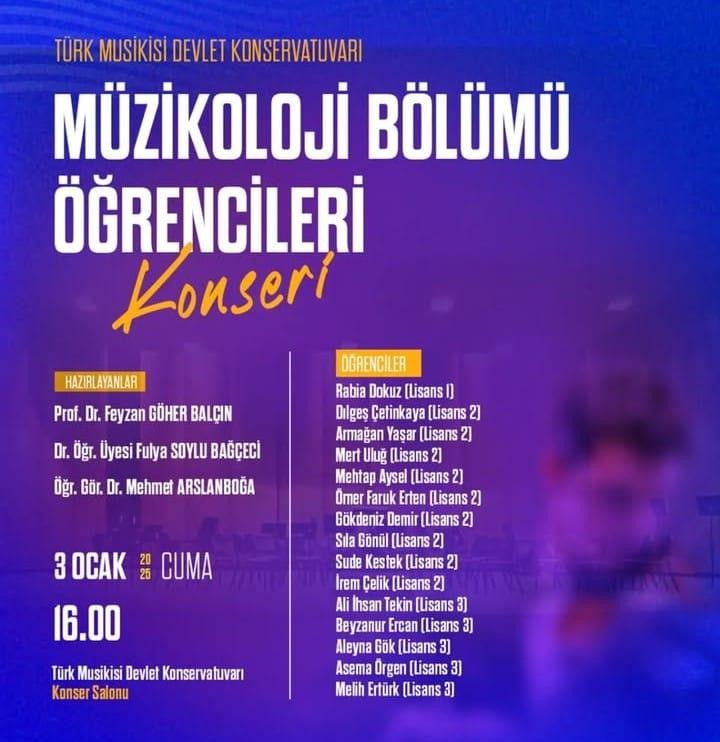 TÜRK MUSIKİSİ DEVLET KONSERVATUVARI
MÜZİKOLOJİ BÖLÜMÜ
ÖĞRENCİLERİ
Konseri
HAZIRLAYANLAR
Prof. Dr. Feyzan GÖHER BALÇIN
Dr. Öğr. Üyesi Fulya SOYLU BAĞÇECİ
Öğr. Gör. Dr. Mehmet ARSLANBOĞA
3 OCAK 2025 CUMA
16.00
Türk Musikisi Devlet Konservatuvarı
Konser Salonu
ÖĞRENCİLER
Rabia Dokuz (Lisans I)
Dılgeş Çetinkaya (Lisans 2)
Armağan Yaşar (Lisans 2)
Mert Uluğ (Lisans 2)
Mehtap Aysel (Lisans 2)
Ömer Faruk Erten (Lisans 2)
Gökdeniz Demir (Lisans 2)
Sıla Gönül (Lisans 2)
Sude Kestek (Lisans 2)
İrem Çelik (Lisans 2)
Ali İhsan Tekin (Lisans 3)
Beyzanur Ercan (Lisans 3)
Aleyna Gök (Lisans 3)
Asema Örgen (Lisans 3)
Melih Ertürk (Lisans 3)